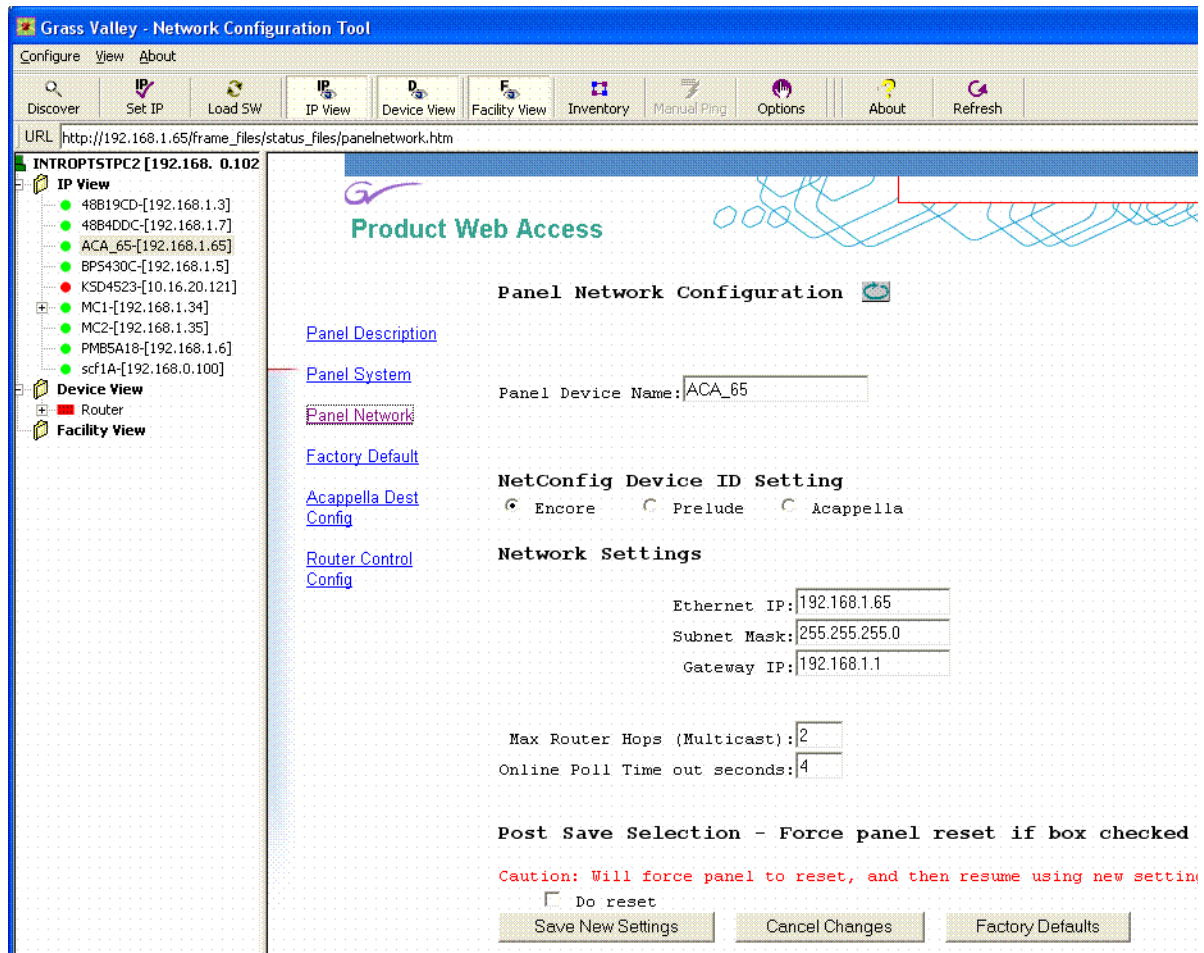 Grass Valley - Network Configuration Tool
Configure View About
Discover Set IP Load SW IP View Device View Facility View Inventory Manual Ping Options About Refresh
URL http://192.168.1.65/frame_files/status_files/panelnetwork.htm
INTROPTSTPC2 [192.168. 0.102
IP View
48B19CD-[192.168.1.3]
48B4DDC-[192.168.1.7]
ACA_65-[192.168.1.65]
BPS430C-[192.168.1.5]
KSD4523-[10.16.20.121]
MC1-[192.168.1.34]
MC2-[192.168.1.35]
PMB5A18-[192.168.1.6]
scf1A-[192.168.0.100]
Device View
Router
Facility View
Product Web Access
Panel Description
Panel System
Panel Network
Factory Default
Acappella Dest
Config
Router Control
Config
Panel Network Configuration
Panel Device Name: ACA_65
NetConfig Device ID Setting
Encore Prelude Acappella
Network Settings
Ethernet IP: 192.168.1.65
Subnet Mask: 255.255.255.0
Gateway IP: 192.168.1.1
Max Router Hops (Multicast): 2
Online Poll Time out seconds: 4
Post Save Selection - Force panel reset if box checked
Caution: Will force panel to reset, and then resume using new setting
Do reset
Save New Settings Cancel Changes Factory Defaults